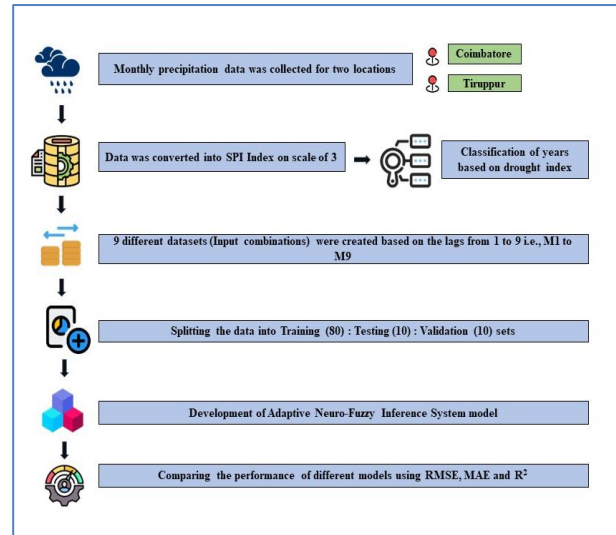 Monthly precipitation data was collected for two locations
Coimbatore
Tiruppur
Data was converted into SPI Index on scale of 3
Classification of years
based on drought index
9 different datasets (Input combinations) were created based on the lags from 1 to 9 i.e., M1 to
M9
Splitting the data into Training (80) : Testing (10) : Validation (10) sets
Development of Adaptive Neuro-Fuzzy Inference System model
Comparing the performance of different models using RMSE, MAE and R²